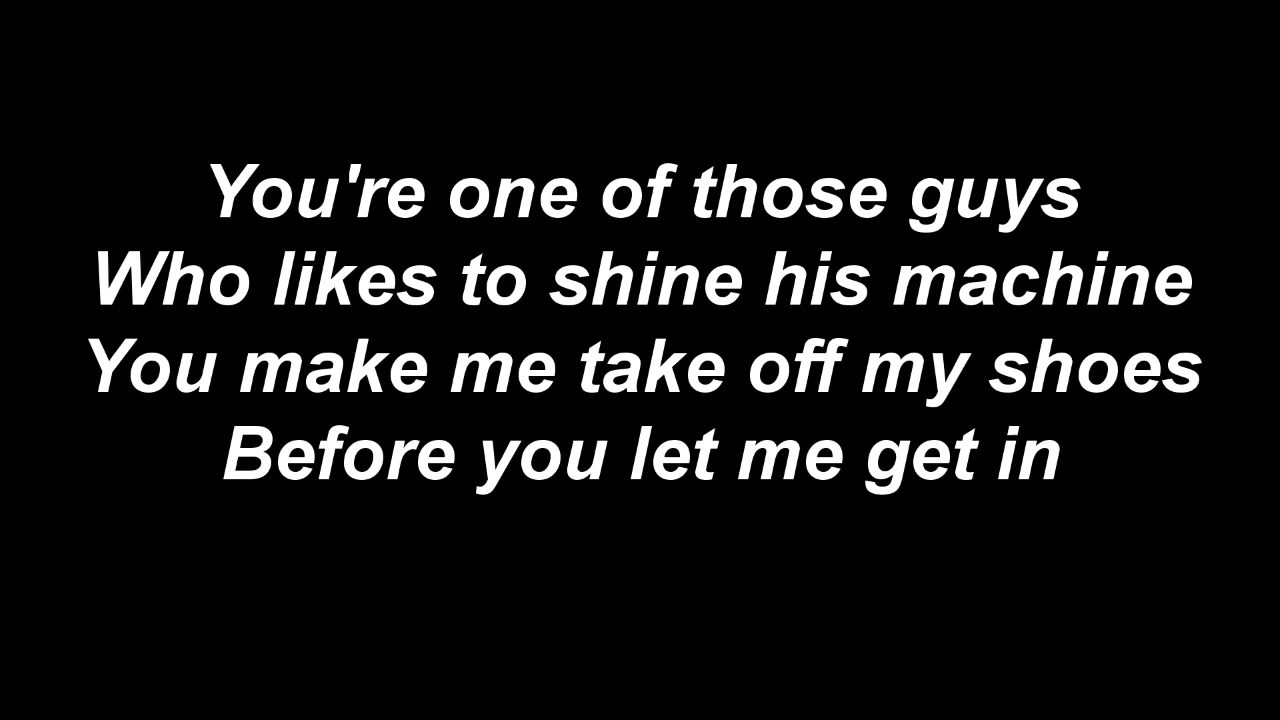 You're one of those guys
Who likes to shine his machine
You make me take off my shoes
Before you let me get in